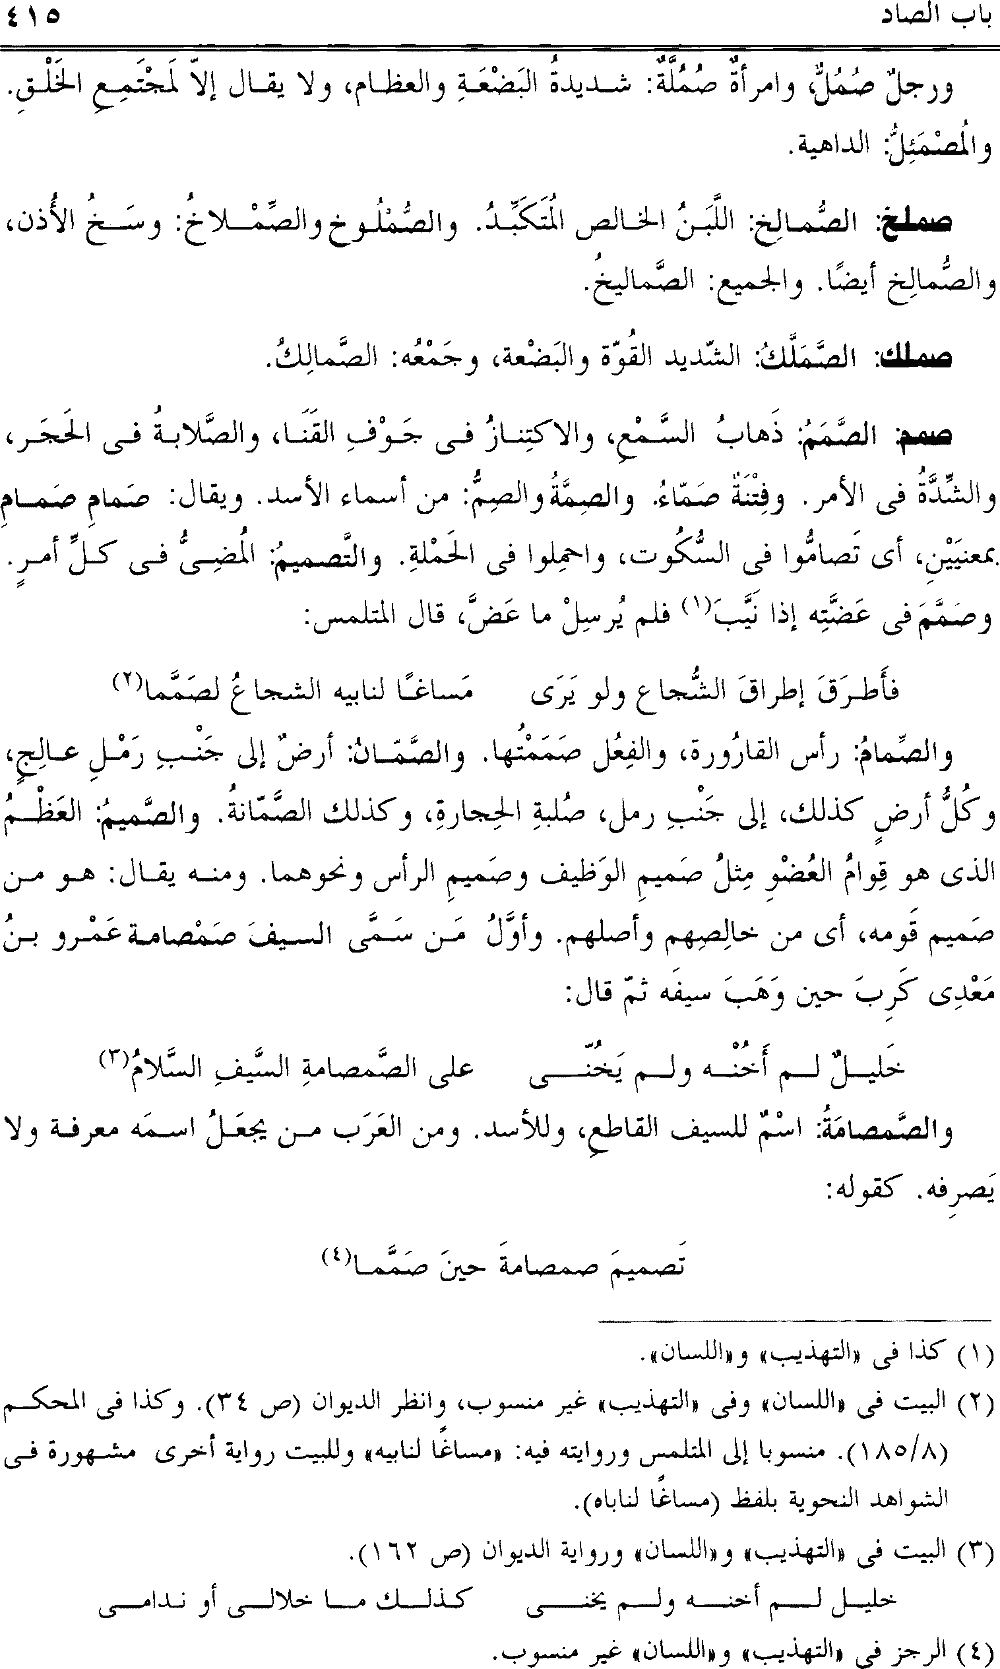 باب الصاد ٤١٥
ورجلٌ صُمُلٌّ، وامرأةٌ صُمُلَّةٌ: شديدةُ البَضْعَةِ والعظام، ولا يقال إلاّ لَمجْتَمِعِ الخَلْقِ.
والمُصْمَئِلُّ: الداهية.
صملخ: الصُّمالِخ: اللَّبَنُ الخالص المُتَكَبِّدُ. والصُّمْلُوخ والصِّمْلاخُ: وسَخُ الأُذن،
والصُّمالِخ أيضًا. والجميع: الصَّماليخُ.
صملك: الصَّمَلَّكُ: الشّديد القُوّة والبَضْعة، وجَمْعُه: الصَّمالِكُ.
صمم: الصَّمَمُ: ذَهابُ السَّمْعِ، والاكتِنازُ فى جَوْفِ القَنَا، والصَّلابةُ فى الحَجَر،
والشِّدَّةُ فى الأمر. وفِتْنَةٌ صَمّاءُ. والصِمَّةُ والصِمُّ: من أسماء الأسد. ويقال: صَمامِ صَمامِ
بمعنيَيْنِ، أى تَصامُّوا فى السُّكُوت، واحمِلوا فى الحَملةِ. والتَّصميمُ: المُضِىُّ فى كلِّ أمرٍ.
وصَمَّمَ فى عَضَّتِه إذا نَيَّبَ(١) فلم يُرسِلْ ما عَضَّ، قال المتلمس:
فأَطرَقَ إطراقَ الشُّجاع ولو يَرَى مَساغًا لنابيه الشجاعُ لصَمَّما(٢)
والصِّمامُ: رأس القارُورة، والفِعُل صَمَمْتُها. والصَّمّانُ: أرضٌ إلى جَنْبِ رَمْلِ عالِجٍ،
وكُلُّ أرضٍ كذلك، إلى جَنْبِ رمل، صُلبةِ الحِجارةِ، وكذلك الصَّمّانةُ. والصَّميمُ: العَظْمُ
الذى هو قِوامُ العُضْوِ مِثلُ صَميمِ الوَظيف وصَميمِ الرأس ونحوهما. ومنه يقال: هو من
صَميم قَومه، أى من خالِصِهم وأصلهم. وأوَّلُ مَن سَمَّى السيفَ صَمْصامة عَمْرو بنُ
مَعْدِى كَرِبَ حين وَهَبَ سيفَه ثمّ قال:
خَليلٌ لم أَخُنْه ولم يَخُنّى على الصَّمصامةِ السَّيفِ السَّلامُ(٣)
والصَّمصامَةُ: اسْمٌ للسيف القاطعِ، وللأسد. ومن العَرَب من يجعَلُ اسمَه معرفة ولا
يَصرِفه. كقوله:
تَصميمَ صمصامةَ حينَ صَمَّما(٤)
(١) كذا فى «التهذيب» و«اللسان».
(٢) البيت فى «اللسان» وفى «التهذيب» غير منسوب، وانظر الديوان (ص ٣٤). وكذا فى المحكم
(٨/١٨٥). منسوبا إلى المتلمس وروايته فيه: «مساغًا لنابيه» وللبيت رواية أخرى مشهورة فى
الشواهد النحوية بلفظ (مساغًا لناباه).
(٣) البيت فى «التهذيب» و«اللسان» ورواية الديوان (ص ١٦٢).
خليل لم أخنه ولم يخنى كذلك ما خلالى أو ندامى
(٤) الرجز فى «التهذيب» و«اللسان» غير منسوب.